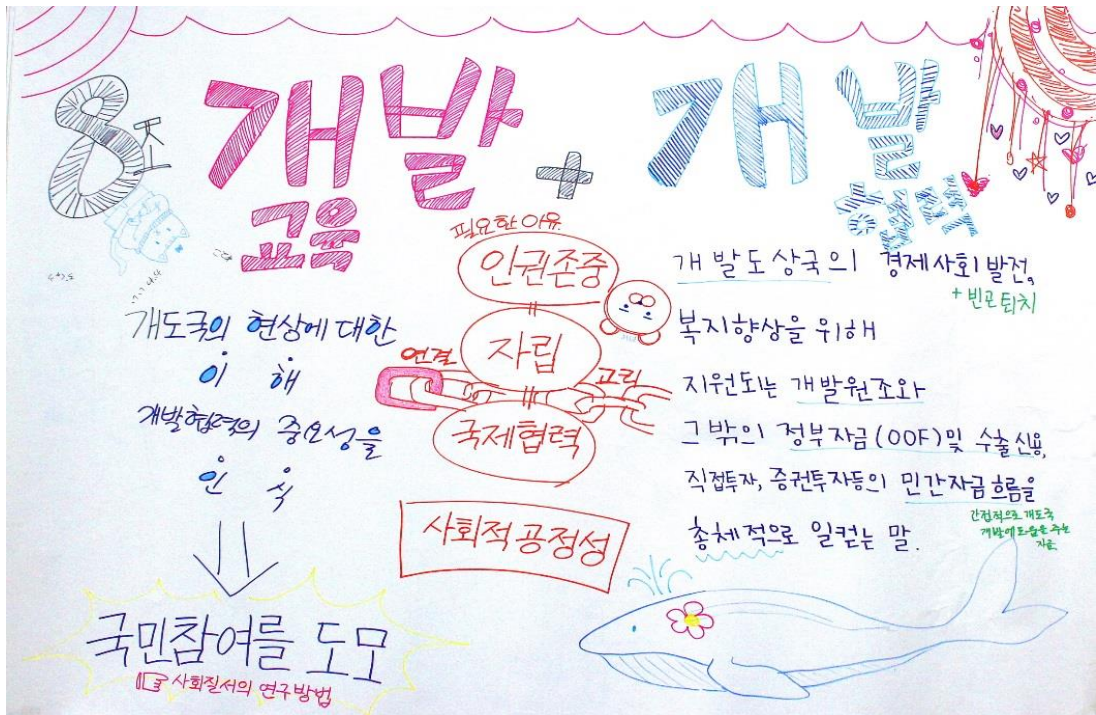 8조
개발
교육
+
개발
협력
개도국의 현상에 대한
이해
개발협력의 중요성을
인식
국민참여를 도모
사회질서의 연구방법
필요한 이유
인권존중
자립
국제협력
연결
고리
사회적 공정성
개발도상국의 경제사회 발전,
+ 빈곤퇴치
복지향상을 위해
지원되는 개발원조와
그 밖의 정부자금(OOF) 및 수출신용,
직접투자, 증권투자등의 민간자금 흐름을
간접적으로 개도국
개발에 도움을 주는
자금
총체적으로 일컫는 말.